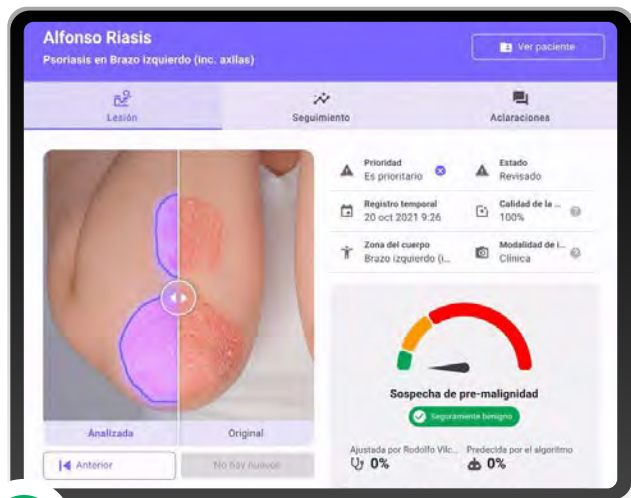 Alfonso Riasis
Psoriasis en Brazo izquierdo (inc. axilas)
Ver paciente
Lesión
Seguimiento
Aclaraciones
Prioridad
Es prioritario
Estado
Revisado
Registro temporal
20 oct 2021 9:26
Calidad de la ...
100%
Zona del cuerpo
Brazo izquierdo (i...
Modalidad de i...
Clínica
Analizada
Original
Anterior
No hay nuevos
Sospecha de pre-malignidad
Seguramente benigno
Ajustada por Rodolfo Vilc...
0%
Predecida por el algoritmo
0%